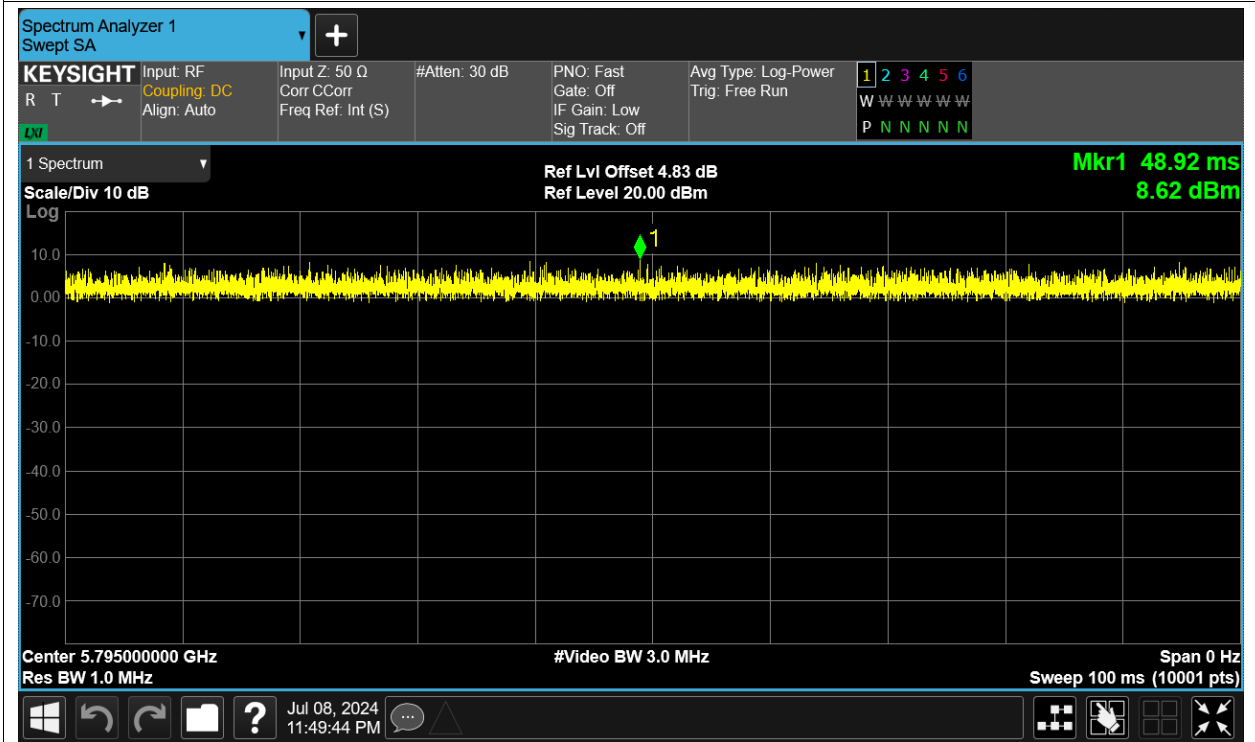 Spectrum Analyzer 1
Swept SA
KEYSIGHT
R T
LXI
Input: RF
Coupling: DC
Align: Auto
Input Z: 50 Ω
Corr CCorr
Freq Ref: Int (S)
#Atten: 30 dB
PNO: Fast
Gate: Off
IF Gain: Low
Sig Track: Off
Avg Type: Log-Power
Trig: Free Run
1 2 3 4 5 6
W W W W W W
P N N N N N
1 Spectrum
Scale/Div 10 dB
Ref Lvl Offset 4.83 dB
Ref Level 20.00 dBm
Mkr1 48.92 ms
8.62 dBm
Log
1
10.0
0.00
-10.0
-20.0
-30.0
-40.0
-50.0
-60.0
-70.0
Center 5.795000000 GHz
#Video BW 3.0 MHz
Span 0 Hz
Res BW 1.0 MHz
Sweep 100 ms (10001 pts)
?
Jul 08, 2024
11:49:44 PM